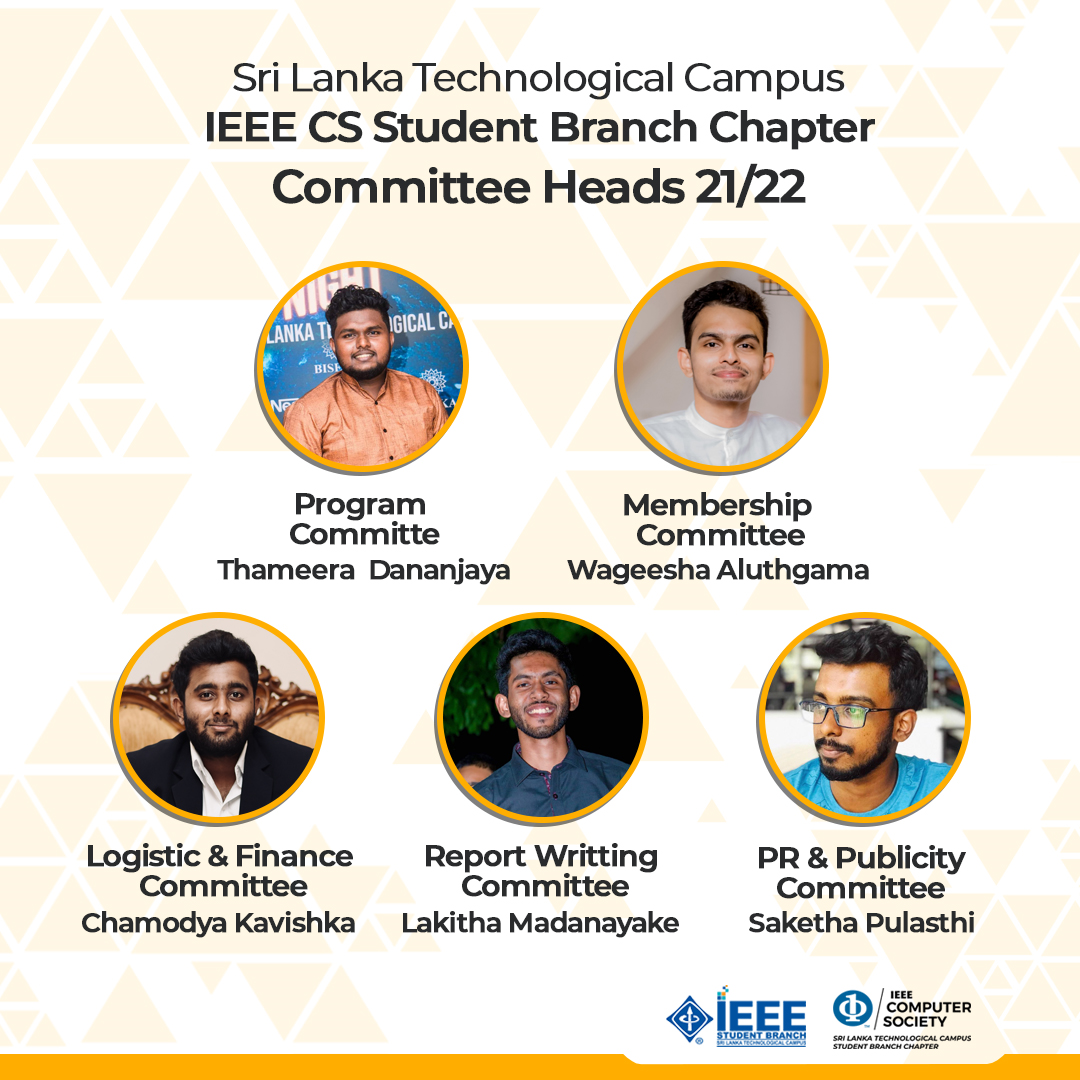 Sri Lanka Technological Campus
IEEE CS Student Branch Chapter
Committee Heads 21/22
NIGHT
LANKA
OGICAL CA
BISE
Program
Committe
Thameera Dananjaya
Membership
Committee
Wageesha Aluthgama
Logistic & Finance
Committee
Chamodya Kavishka
Report Writting
Committee
Lakitha Madanayake
PR & Publicity
Committee
Saketha Pulasthi
IEEE
STUDENT BRANCH
SRI LANKA TECHNOLOGICAL CAMPUS
IEEE
COMPUTER
SOCIETY
SRI LANKA TECHNOLOGICAL CAMPUS
STUDENT BRANCH CHAPTER